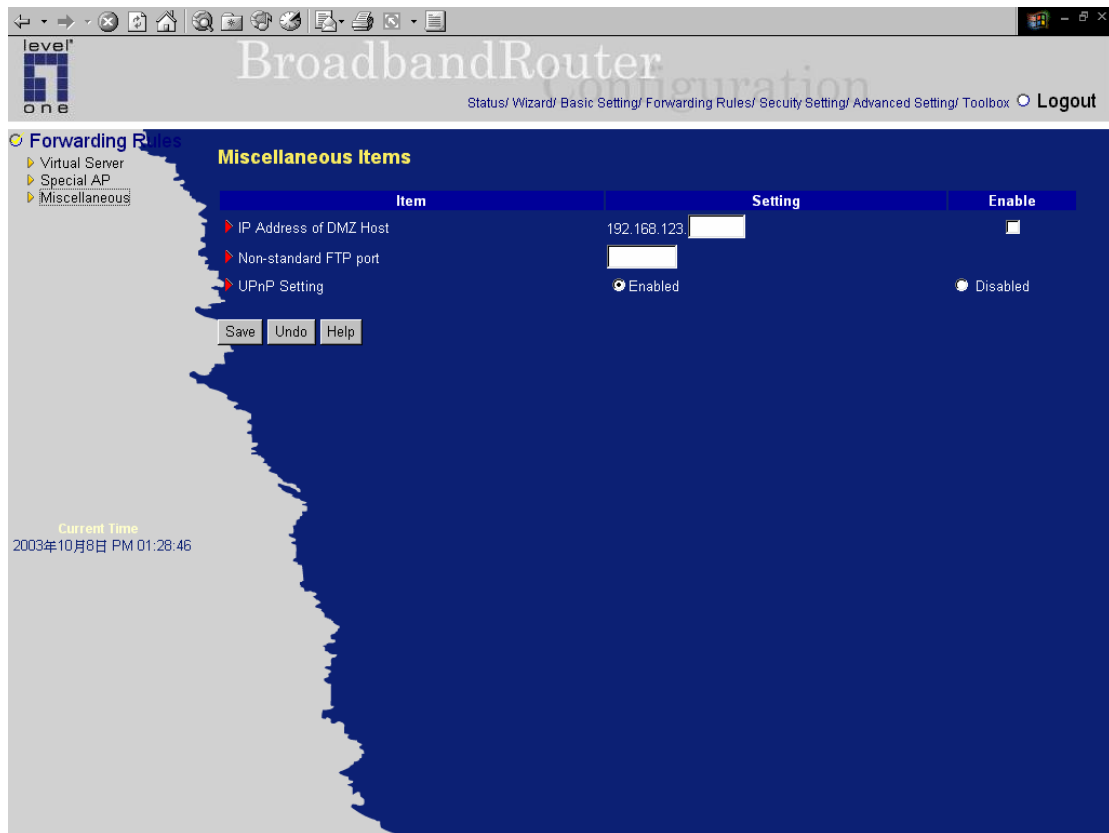 level
one
BroadbandRouter
Configuration
Status/ Wizard/ Basic Setting/ Forwarding Rules/ Secuity Setting/ Advanced Setting/ Toolbox Logout
Forwarding Rules
Virtual Server
Special AP
Miscellaneous
Miscellaneous Items
Item Setting Enable
IP Address of DMZ Host 192.168.123.
Non-standard FTP port
UPnP Setting Enabled Disabled
Save Undo Help
Current Time
2003年10月8日 PM 01:28:46